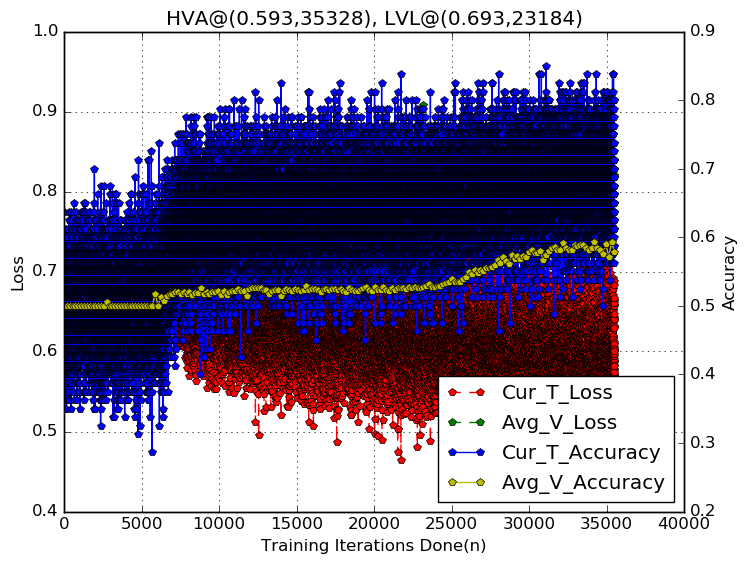 HVA@(0.593,35328), LVL@(0.693,23184)
1.0
0.9
0.8
0.7
0.6
0.5
0.4
Loss
0.9
0.8
0.7
0.6
0.5
0.4
0.3
0.2
Accuracy
Cur_T_Loss
Avg_V_Loss
Cur_T_Accuracy
Avg_V_Accuracy
0 5000 10000 15000 20000 25000 30000 35000 40000
Training Iterations Done(n)